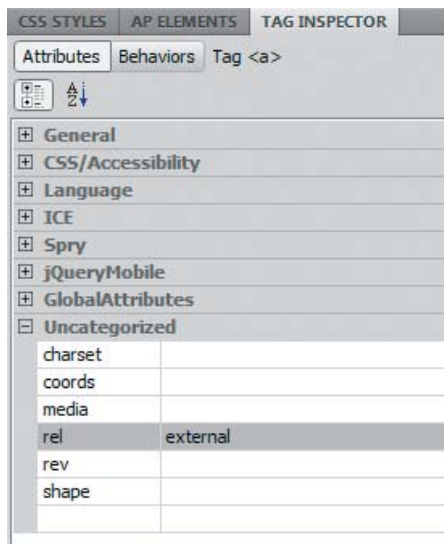 CSS STYLES AP ELEMENTS TAG INSPECTOR
Attributes Behaviors Tag <a>
A
Z
General
CSS/Accessibility
Language
ICE
Spry
jQueryMobile
GlobalAttributes
Uncategorized
charset
coords
media
rel external
rev
shape